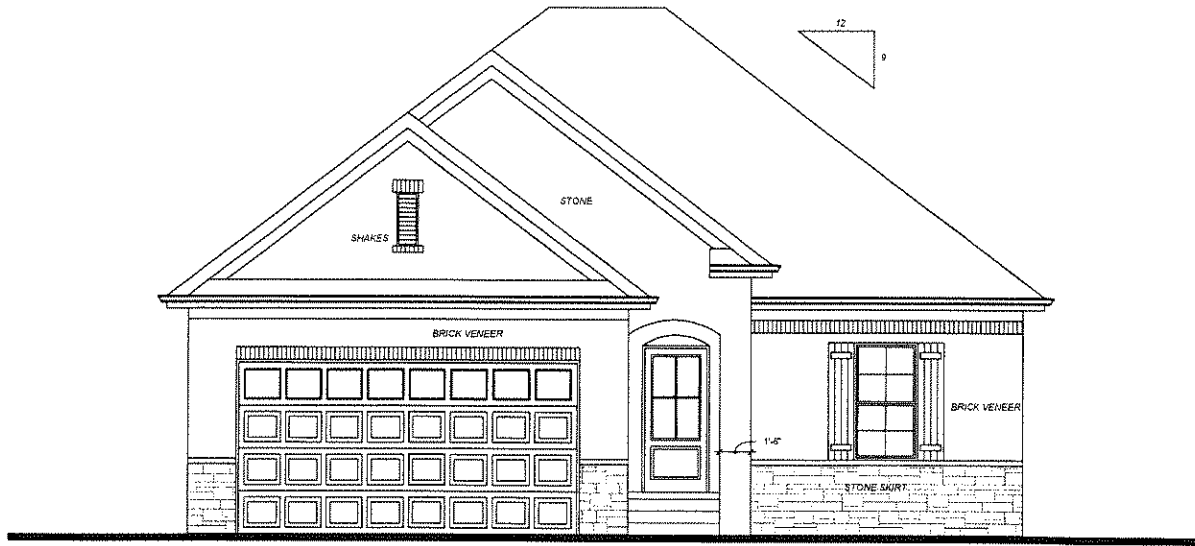 12
9
STONE
SHAKES
BRICK VENEER
BRICK VENEER
1'-6"
STONE SKIRT